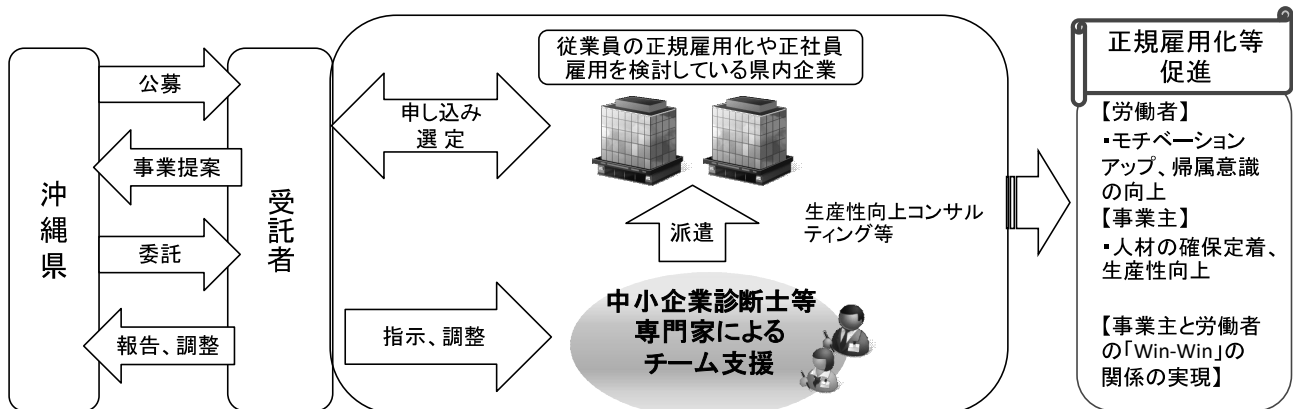 沖縄県
公募
事業提案
委託
報告、調整
受託者
従業員の正規雇用化や正社員
雇用を検討している県内企業
申し込み
選 定
派遣
生産性向上コンサル
ティング等
指示、調整
中小企業診断士等
専門家による
チーム支援
正規雇用化等
促進
【労働者】
・モチベーション
アップ、帰属意識
の向上
【事業主】
・人材の確保定着、
生産性向上
【事業主と労働者
の「Win-Win」の
関係の実現】